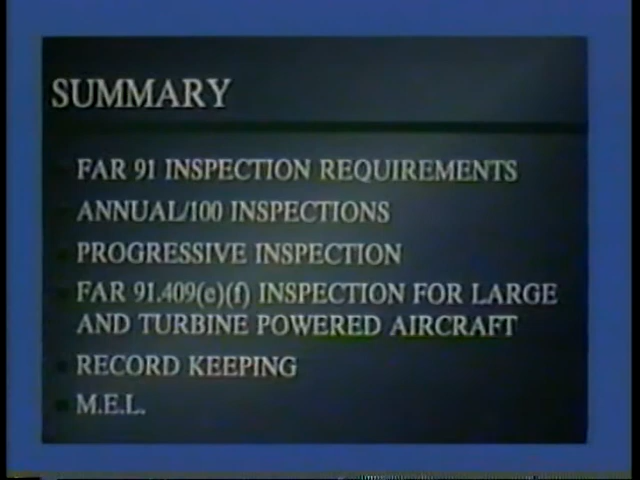 SUMMARY
FAR 91 INSPECTION REQUIREMENTS
ANNUAL/100 INSPECTIONS
PROGRESSIVE INSPECTION
FAR 91.409(e)(f) INSPECTION FOR LARGE
AND TURBINE POWERED AIRCRAFT
RECORD KEEPING
M.E.L.